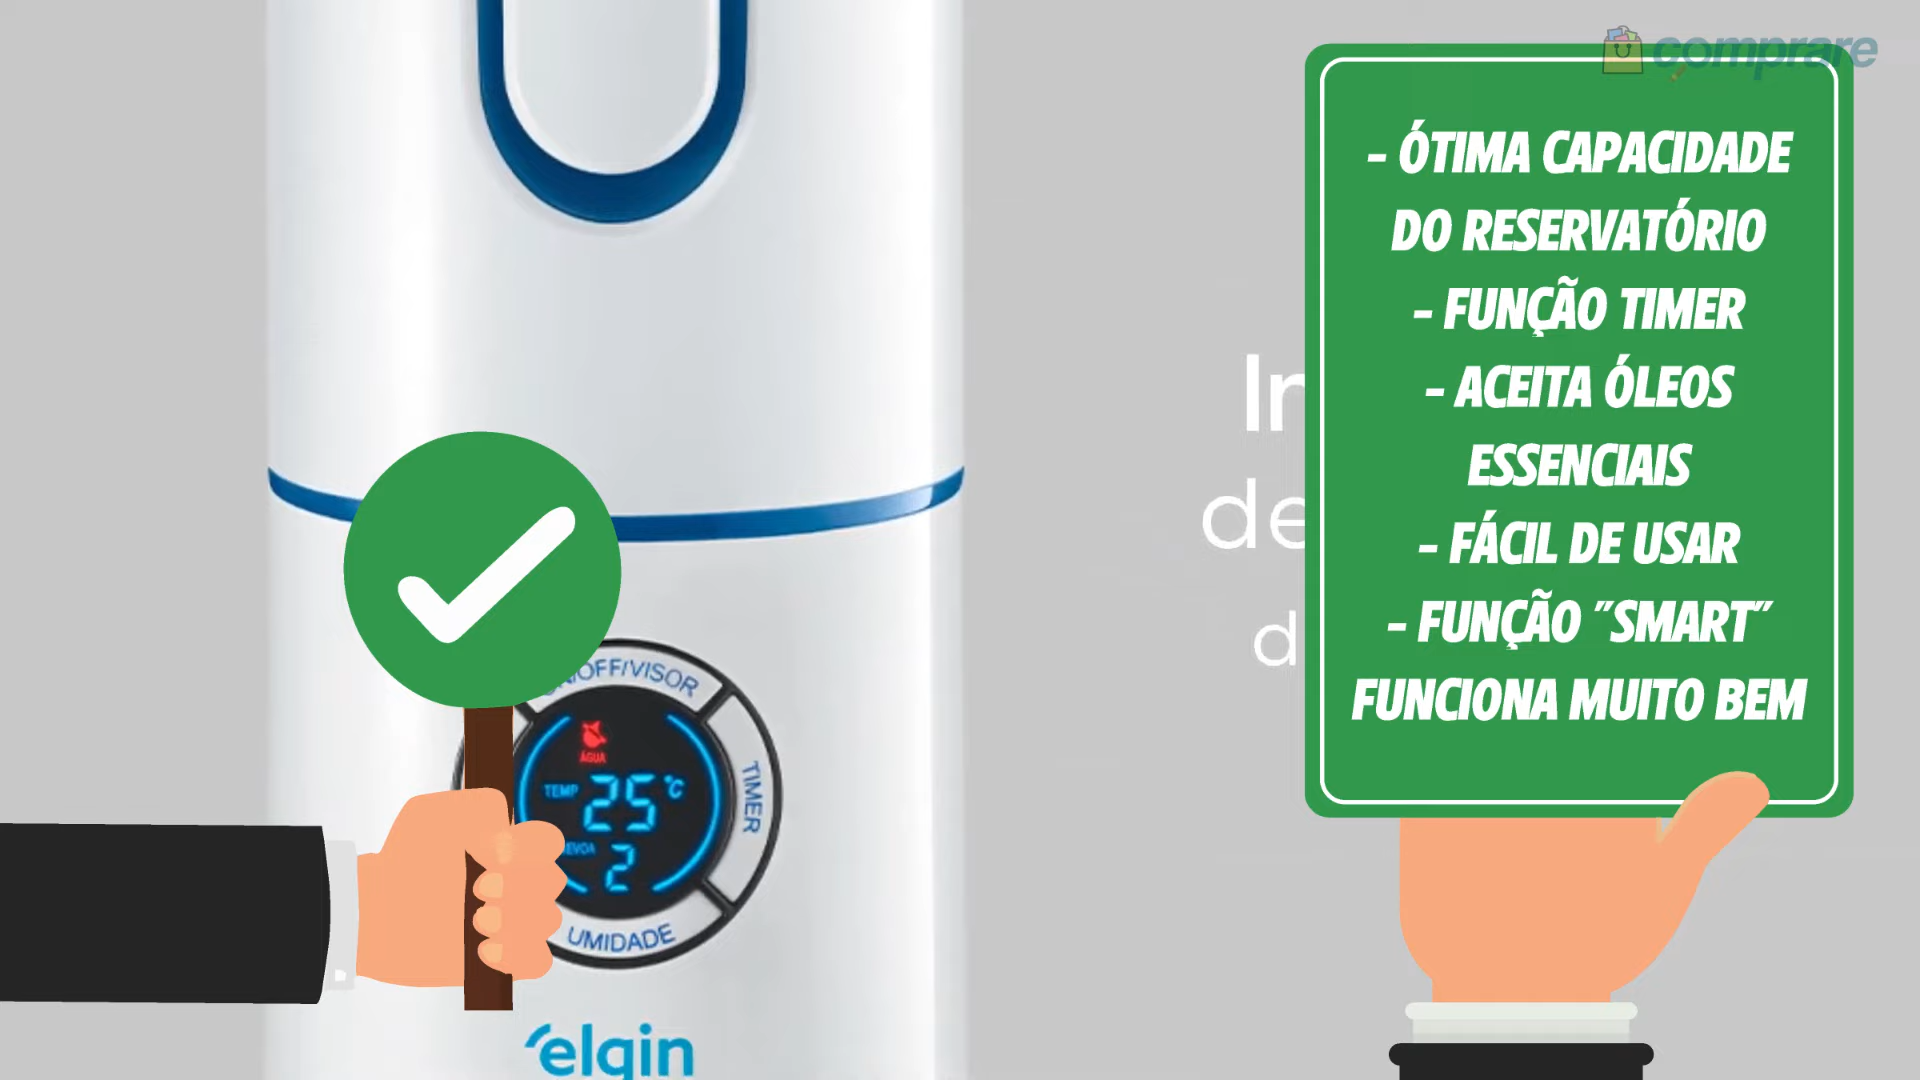 comprare
- ÓTIMA CAPACIDADE
DO RESERVATÓRIO
- FUNÇÃO TIMER
- ACEITA ÓLEOS
ESSENCIAIS
- FÁCIL DE USAR
- FUNÇÃO "SMART"
FUNCIONA MUITO BEM
de
OFF/VISOR
TIMER
UMIDADE
ÁGUA
TEMP 25°C
2
elgin